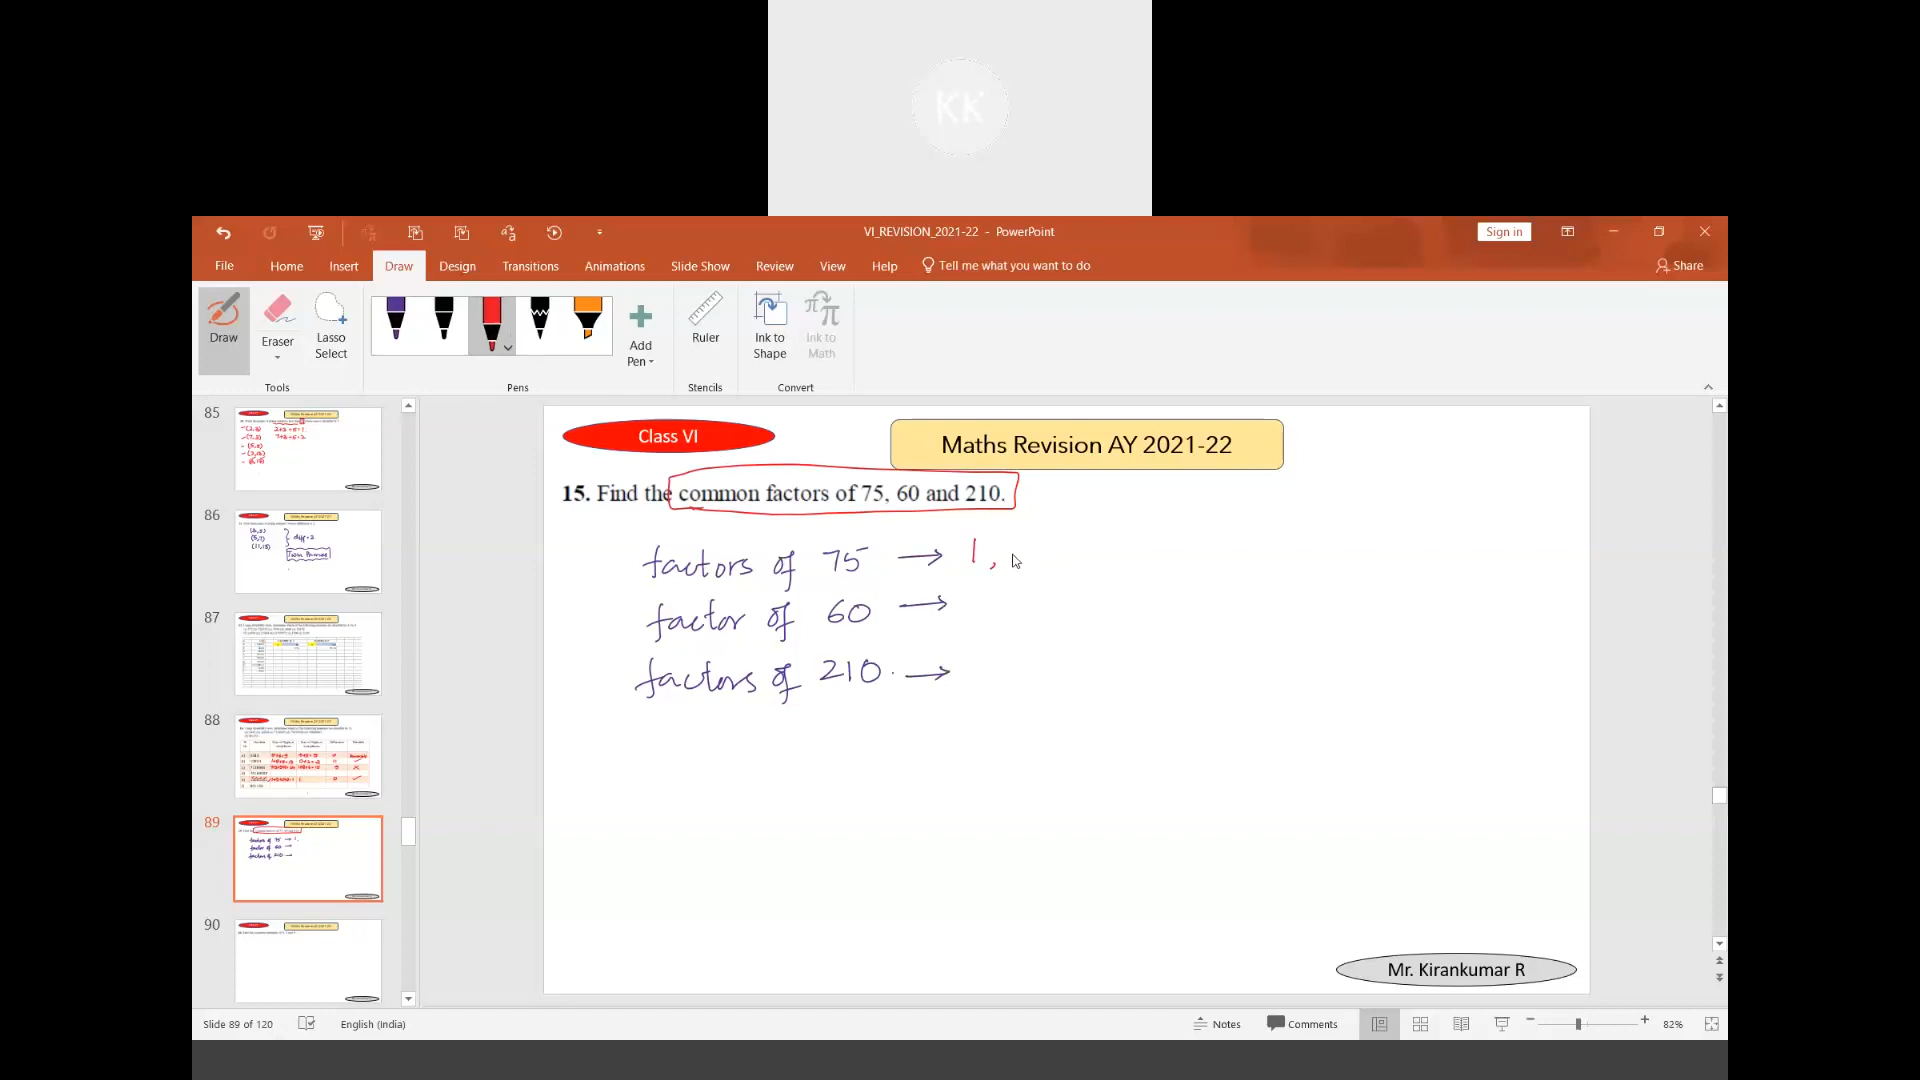 KK
VI_REVISION_2021-22 - PowerPoint
Sign in
File Home Insert Draw Design Transitions Animations Slide Show Review View Help Tell me what you want to do Share
Draw Eraser Lasso Select Add Pen Ruler Ink to Shape Ink to Math
Tools Pens Stencils Convert
85
86
87
88
89
90
Class VI
Maths Revision AY 2021-22
15. Find the common factors of 75, 60 and 210.
factors of 75 → 1,
factor of 60 →
factors of 210. →
Mr. Kirankumar R
Slide 89 of 120 English (India) Notes Comments 82%